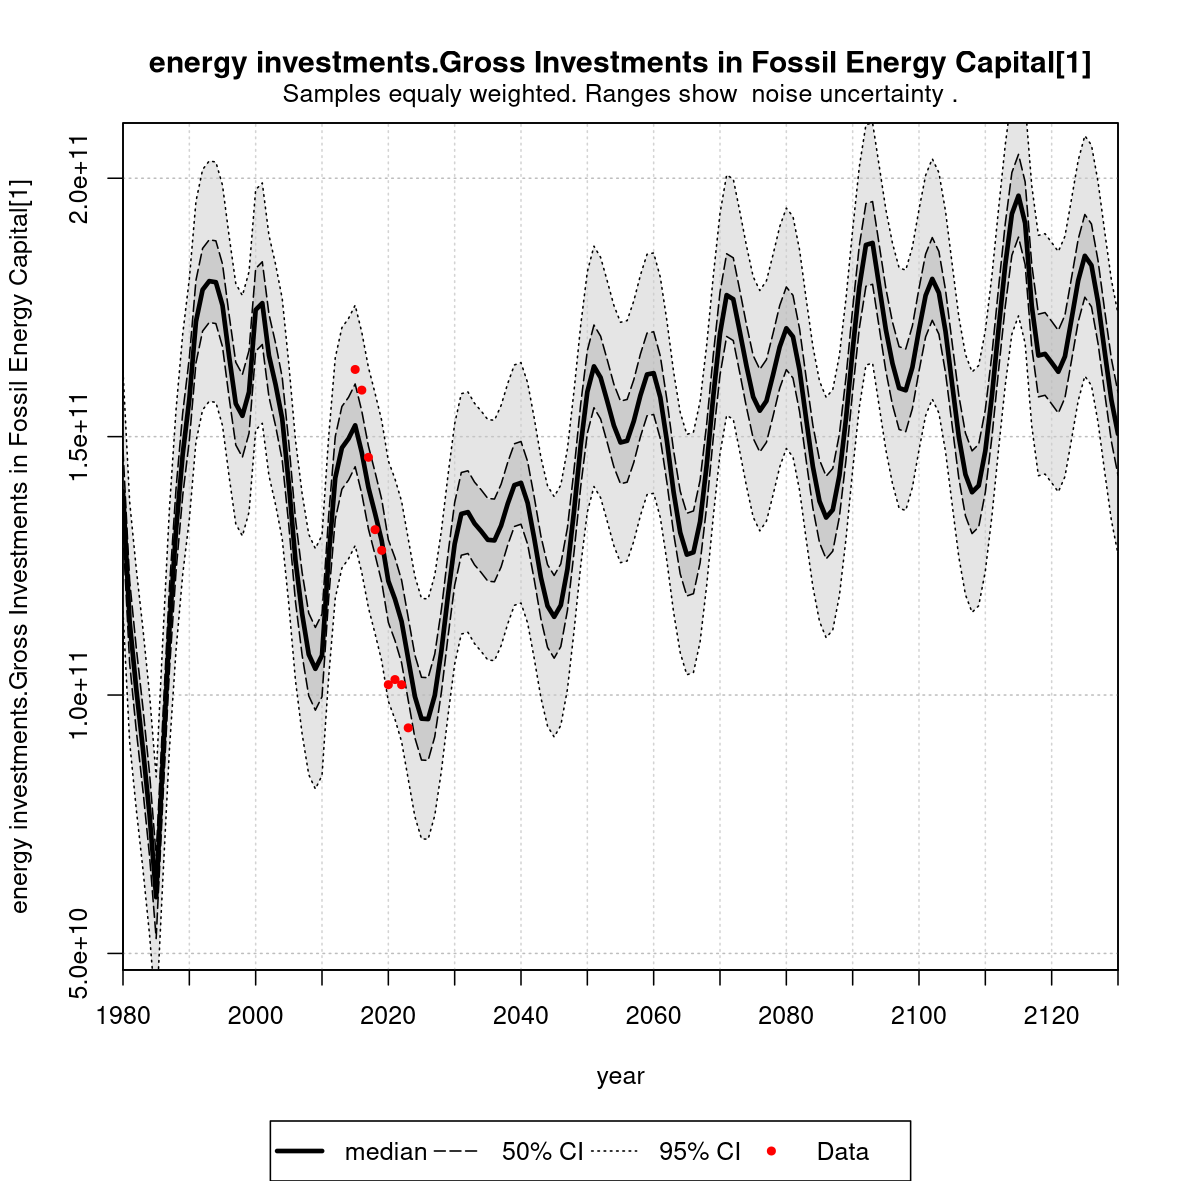 energy investments.Gross Investments in Fossil Energy Capital[1]
Samples equaly weighted. Ranges show  noise uncertainty .
energy investments.Gross Investments in Fossil Energy Capital[1]
2.0e+11
1.5e+11
1.0e+11
5.0e+10
1980 2000 2020 2040 2060 2080 2100 2120
year
median 50% CI 95% CI Data